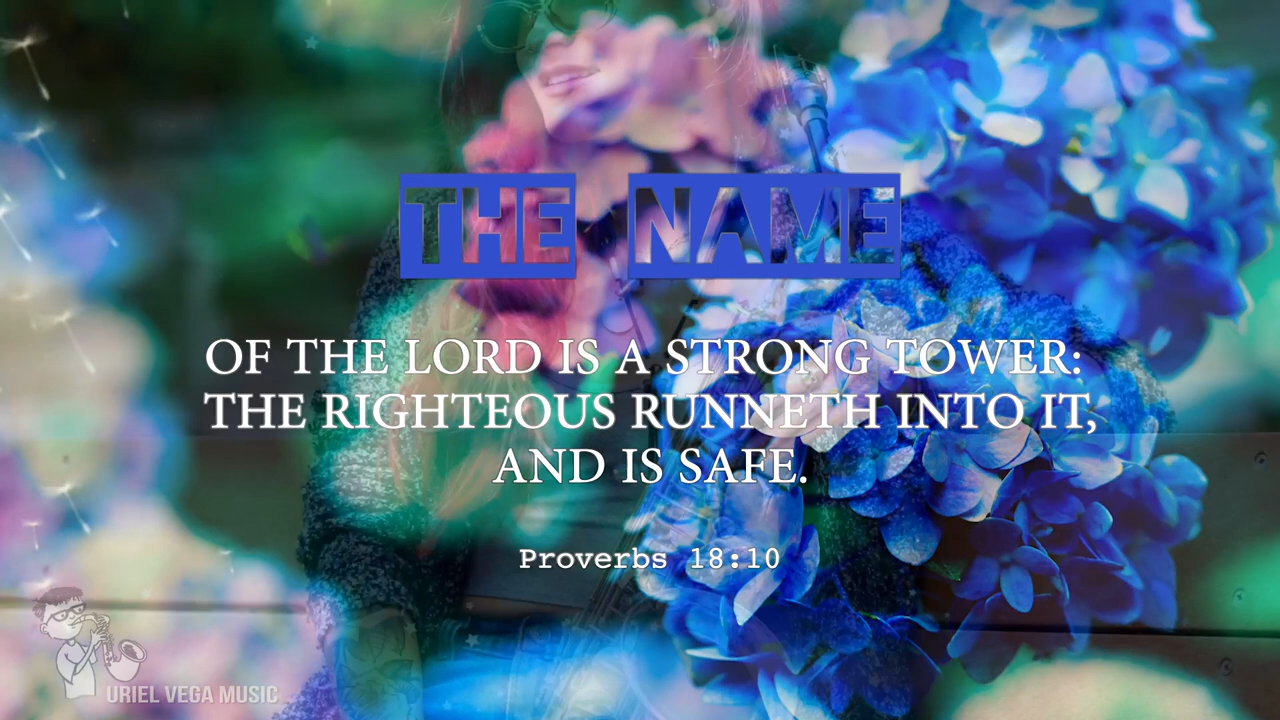 THE NAME
OF THE LORD IS A STRONG TOWER:
THE RIGHTEOUS RUNNETH INTO IT,
AND IS SAFE.
Proverbs 18:10
URIEL VEGA MUSIC